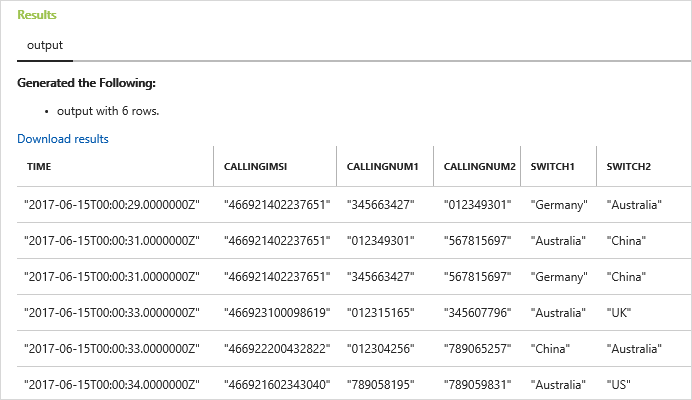 Results
output
Generated the Following:
• output with 6 rows.
Download results
TIME CALLINGIMSI CALLINGNUM1 CALLINGNUM2 SWITCH1 SWITCH2
"2017-06-15T00:00:29.0000000Z" "466921402237651" "345663427" "012349301" "Germany" "Australia"
"2017-06-15T00:00:31.0000000Z" "466921402237651" "012349301" "567815697" "Australia" "China"
"2017-06-15T00:00:31.0000000Z" "466921402237651" "345663427" "567815697" "Germany" "China"
"2017-06-15T00:00:33.0000000Z" "466923100098619" "012315165" "345607796" "Australia" "UK"
"2017-06-15T00:00:33.0000000Z" "466922200432822" "012304256" "789065257" "China" "Australia"
"2017-06-15T00:00:34.0000000Z" "466921602343040" "789058195" "789059831" "Australia" "US"